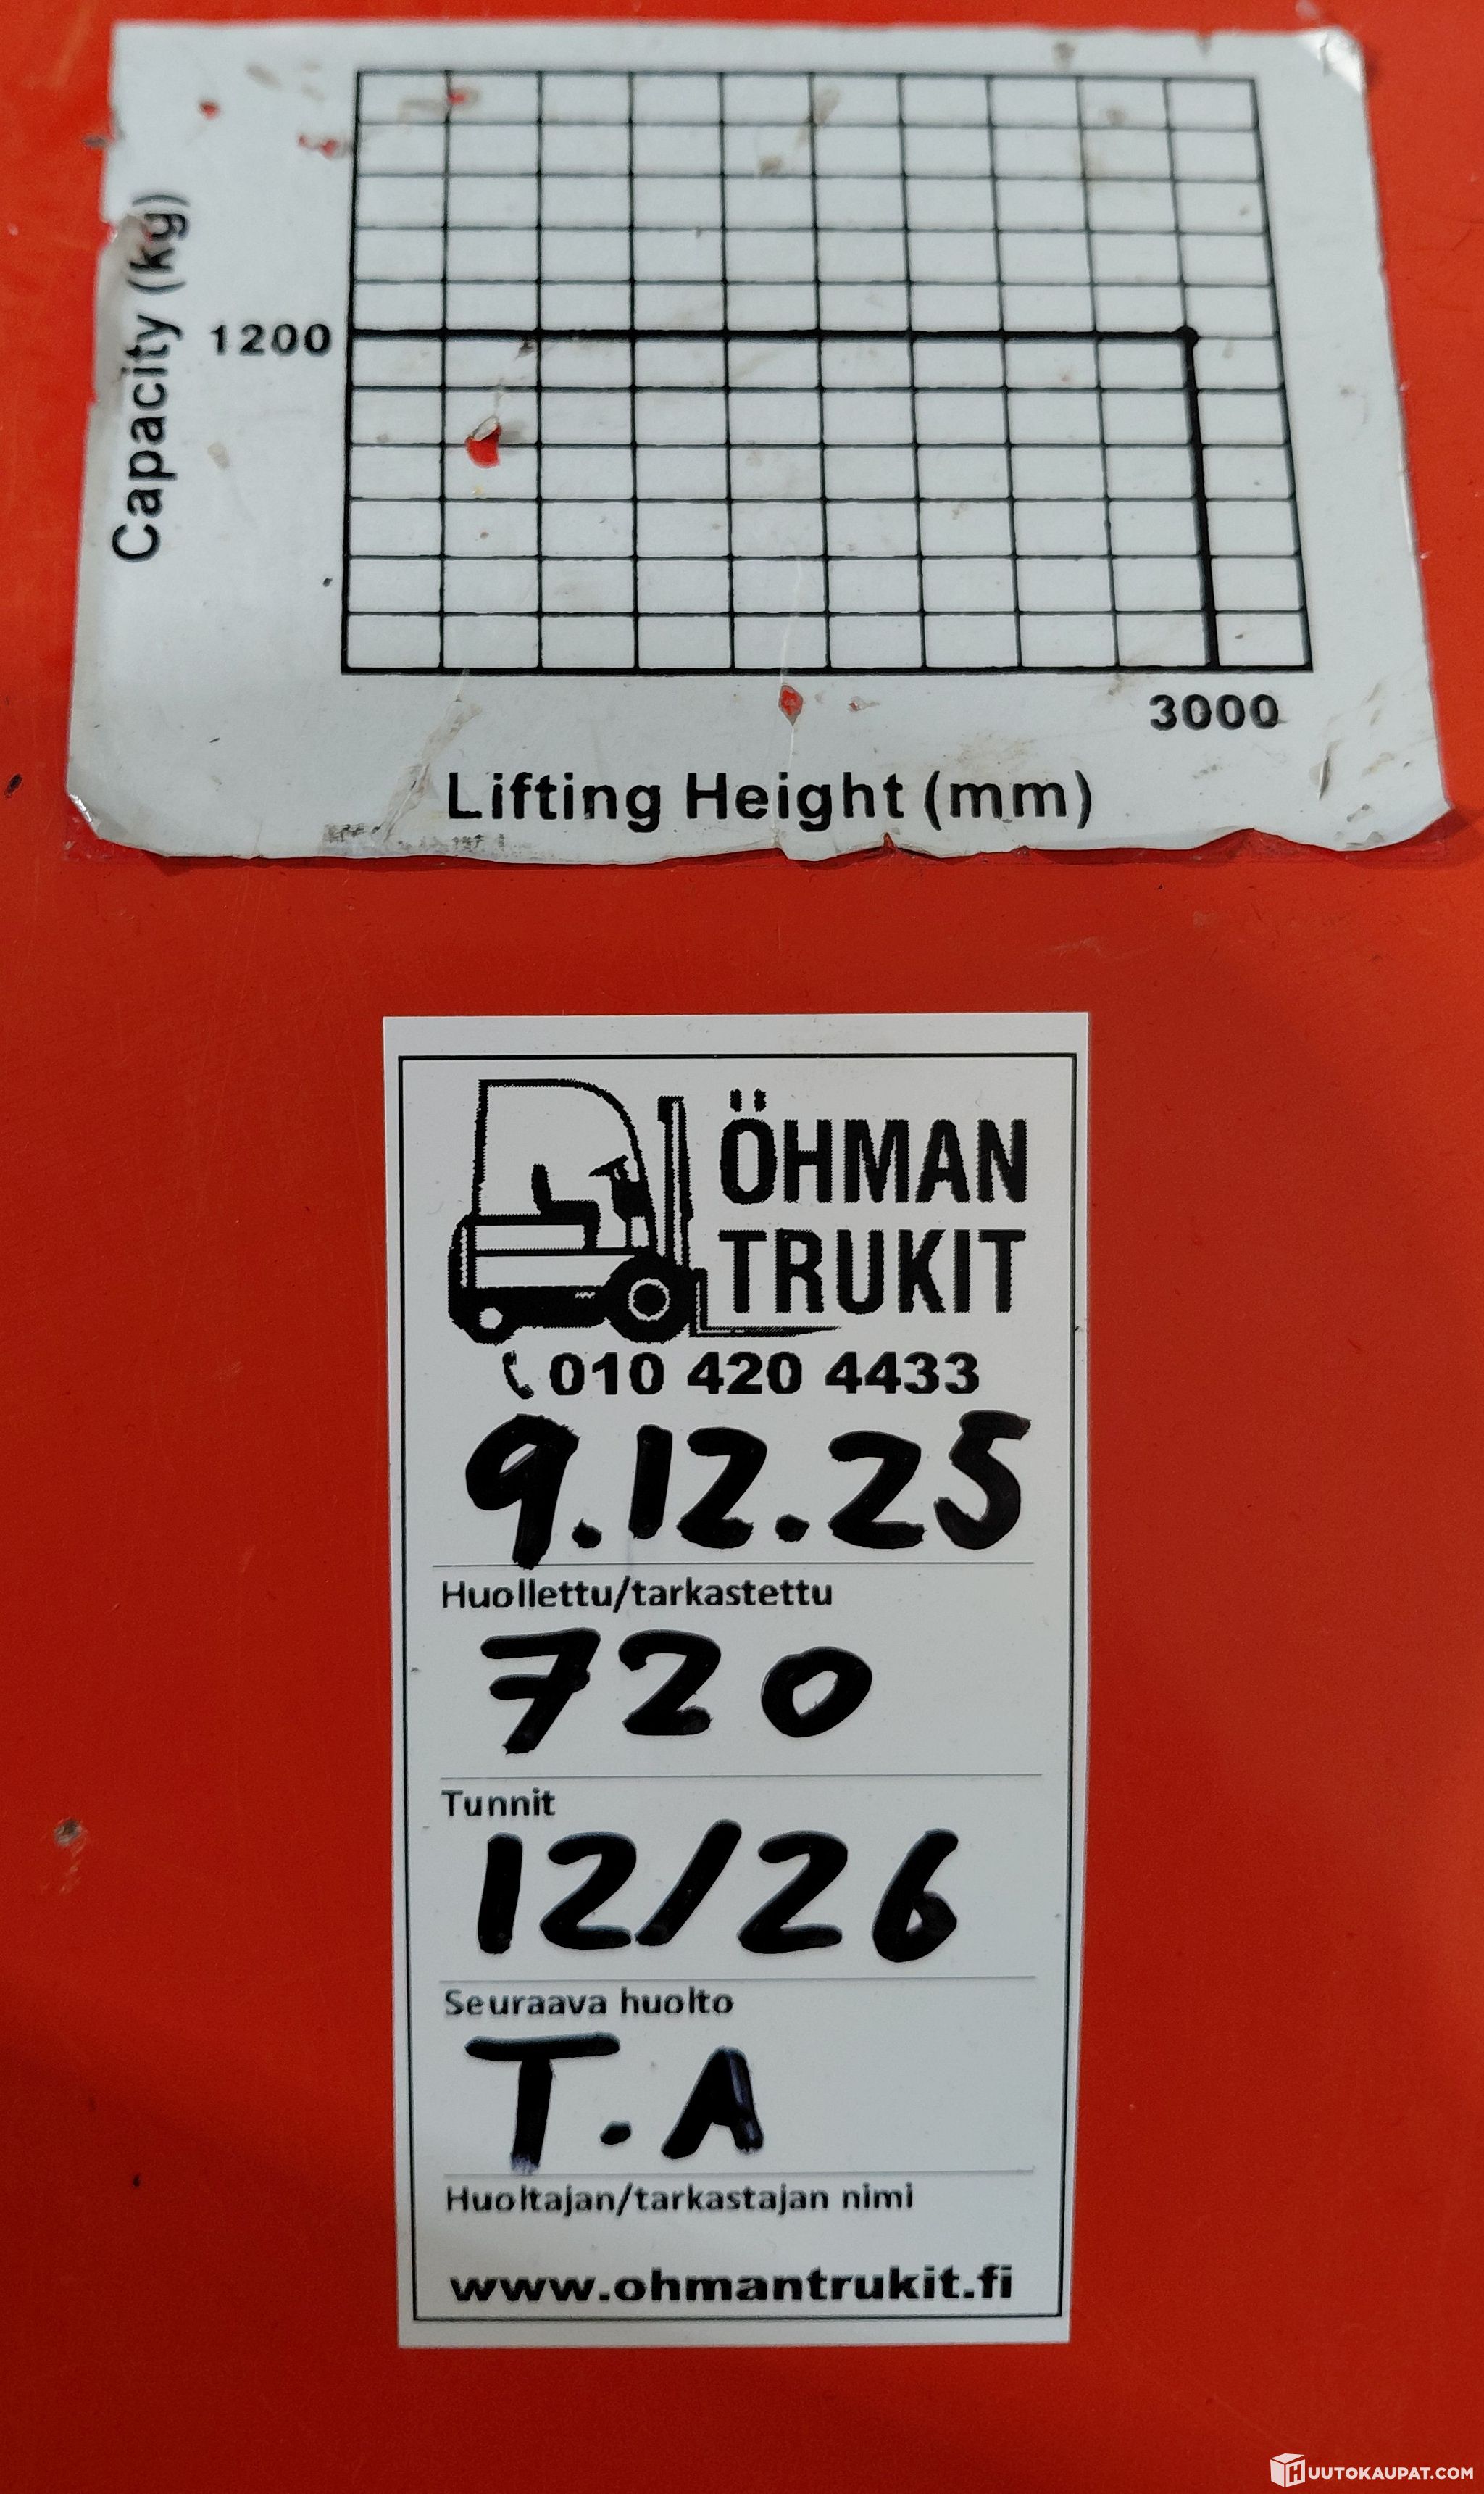 Capacity (kg)
1200
3000
Lifting Height (mm)
ÖHMAN
TRUKIT
010 420 4433
9.12.25
Huollettu/tarkastettu
720
Tunnit
12/26
Seuraava huolto
T.A
Huoltajan/tarkastajan nimi
www.ohmantrukit.fi
HUUTOKAUPAT.COM